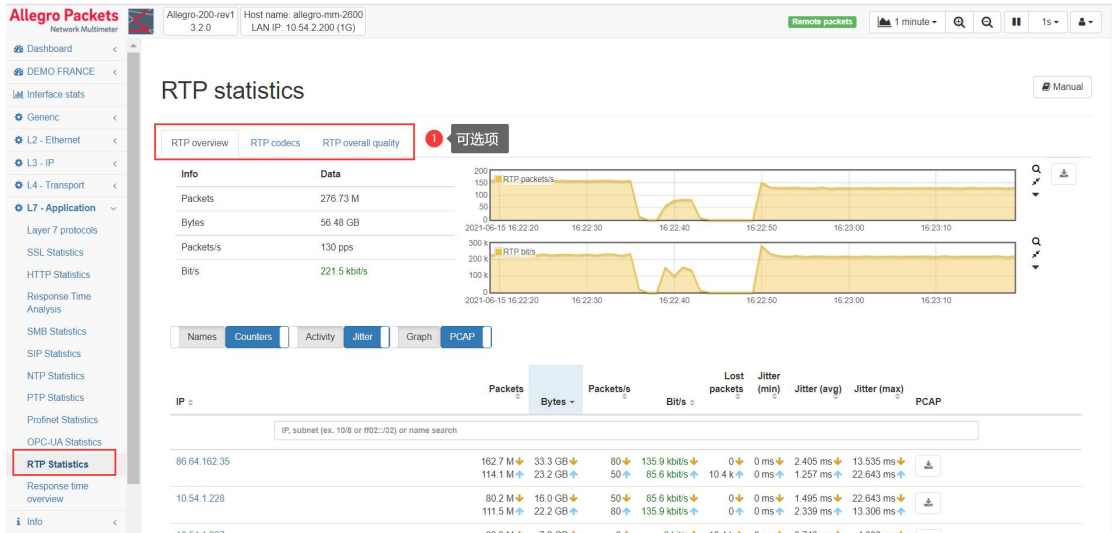 Allegro Packets
Network Multimeter
Allegro-200-rev1
3.2.0
Host name: allegro-mm-2600
LAN IP: 10.54.2.200 (1G)
Remote packets
1 minute
1s
Dashboard
DEMO FRANCE
Interface stats
Generic
L2 - Ethernet
L3 - IP
L4 - Transport
L7 - Application
Layer 7 protocols
SSL Statistics
HTTP Statistics
Response Time
Analysis
SMB Statistics
SIP Statistics
NTP Statistics
PTP Statistics
Profinet Statistics
OPC-UA Statistics
RTP Statistics
Response time
overview
Info
RTP statistics
Manual
RTP overview RTP codecs RTP overall quality
1 可选项
Info Data
Packets 276.73 M
Bytes 56.48 GB
Packets/s 130 pps
Bit/s 221.5 kbit/s
RTP packets/s
200
150
100
50
0
2021-06-15 16:22:20 16:22:30 16:22:40 16:22:50 16:23:00 16:23:10
RTP bit/s
300 k
200 k
100 k
0
2021-06-15 16:22:20 16:22:30 16:22:40 16:22:50 16:23:00 16:23:10
Names Counters Activity Jitter Graph PCAP
IP Packets Bytes Packets/s Bit/s Lost packets Jitter (min) Jitter (avg) Jitter (max) PCAP
IP, subnet (ex. 10/8 or ff02::/32) or name search
86.64.162.35 162.7 M 33.3 GB 80 135.9 kbit/s 0 0 ms 2.405 ms 13.535 ms
114.1 M 23.2 GB 50 85.6 kbit/s 10.4 k 0 ms 1.257 ms 22.643 ms
10.54.1.228 80.2 M 16.0 GB 50 85.6 kbit/s 0 0 ms 1.495 ms 22.643 ms
111.5 M 22.2 GB 80 135.9 kbit/s 0 0 ms 2.339 ms 13.306 ms